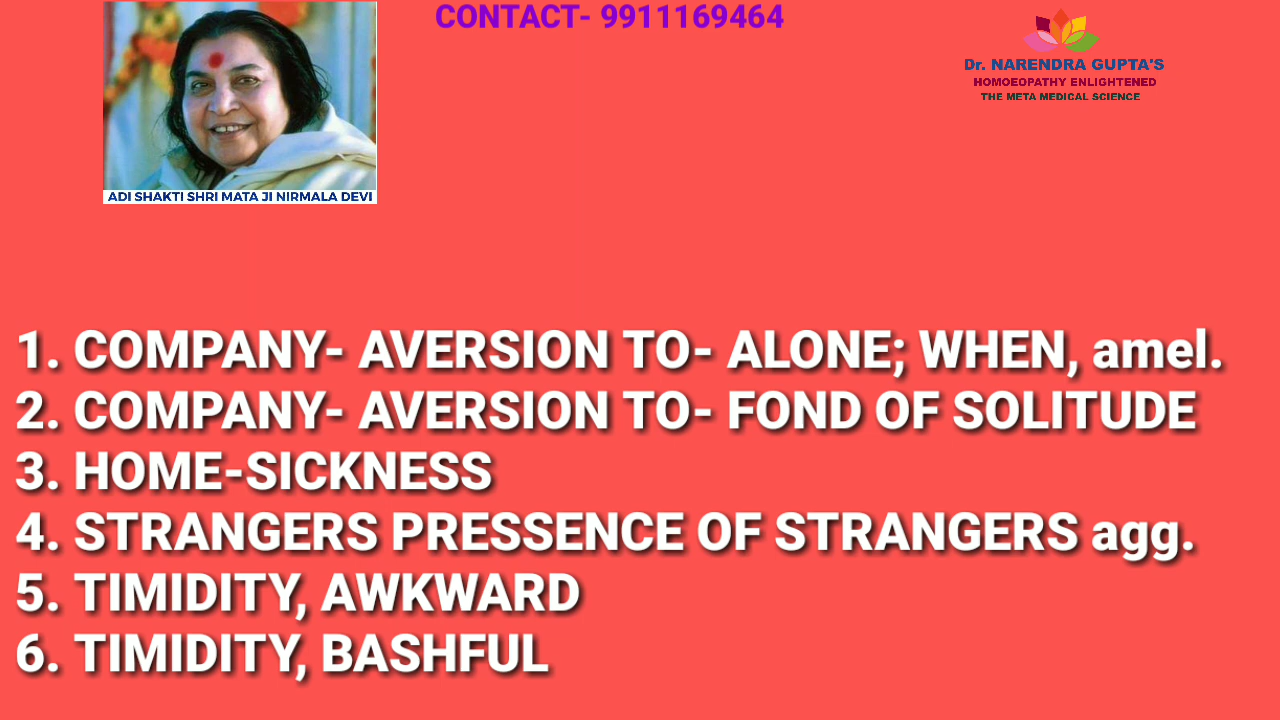 CONTACT- 9911169464
Dr. NARENDRA GUPTA'S
HOMOEOPATHY ENLIGHTENED
THE META MEDICAL SCIENCE
ADI SHAKTI SHRI MATA JI NIRMALA DEVI
1. COMPANY- AVERSION TO- ALONE; WHEN, amel.
2. COMPANY- AVERSION TO- FOND OF SOLITUDE
3. HOME-SICKNESS
4. STRANGERS PRESSENCE OF STRANGERS agg.
5. TIMIDITY, AWKWARD
6. TIMIDITY, BASHFUL